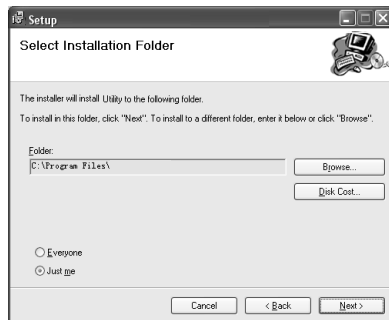 Setup
Select Installation Folder
The installer will install Utility to the following folder.
To install in this folder, click "Next". To install to a different folder, enter it below or click "Browse".
Folder:
C:\Program Files\
Browse...
Disk Cost...
Everyone
Just me
Cancel
< Back
Next >